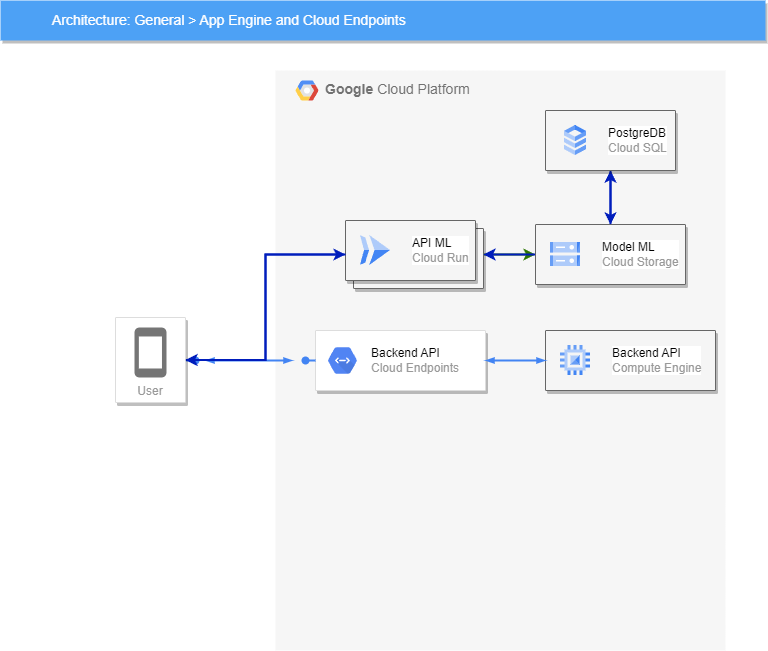 Architecture: General > App Engine and Cloud Endpoints
Google Cloud Platform
PostgreDB
Cloud SQL
API ML
Cloud Run
Model ML
Cloud Storage
User
Backend API
Cloud Endpoints
Backend API
Compute Engine